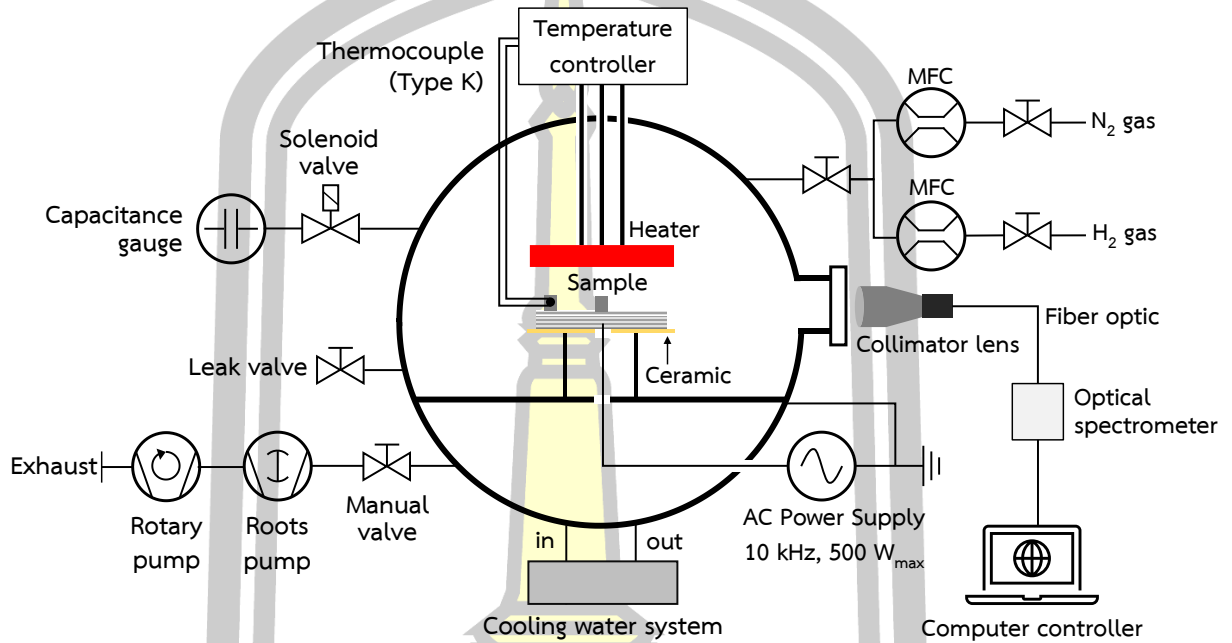 Temperature
controller
Thermocouple
(Type K)
MFC
N₂ gas
Solenoid
valve
MFC
Capacitance
gauge
Heater
H₂ gas
Sample
Fiber optic
Collimator lens
Leak valve
Ceramic
Optical
spectrometer
Exhaust
Manual
valve
Rotary
pump
Roots
pump
AC Power Supply
10 kHz, 500 Wmax
in
out
Cooling water system
Computer controller